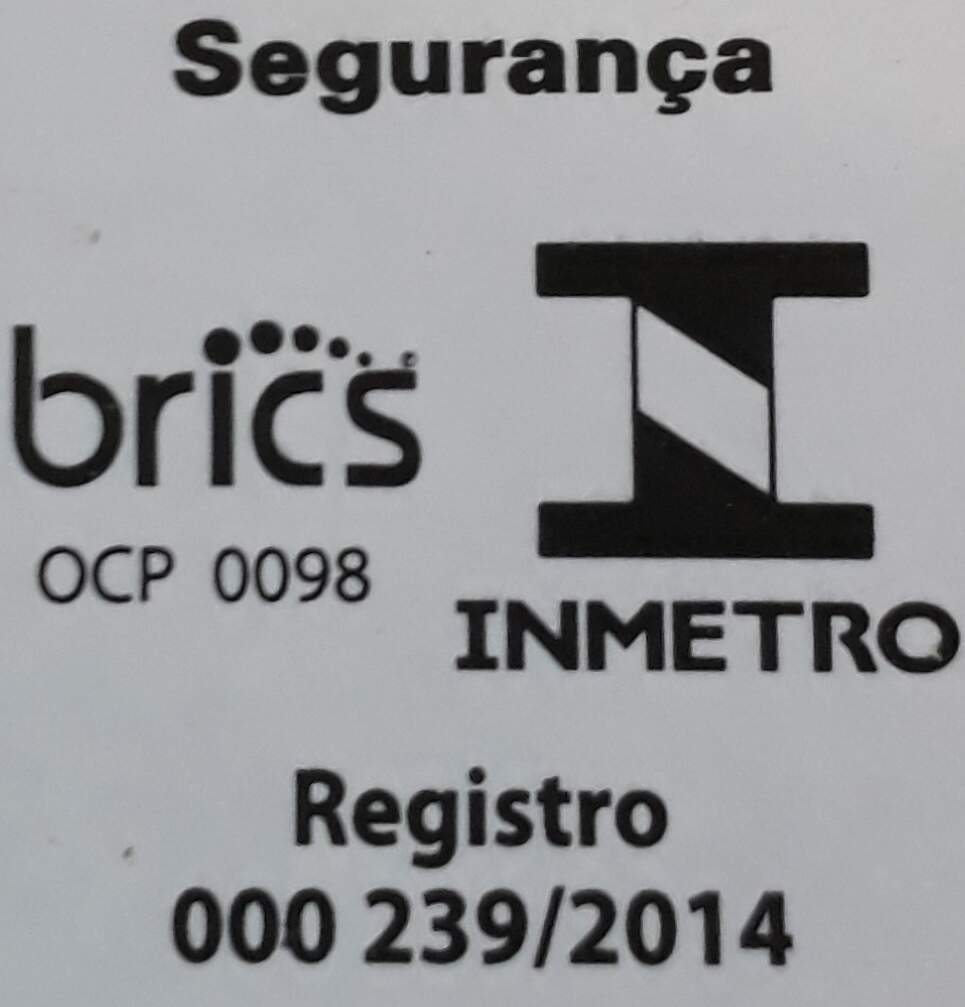 Segurança
brics
OCP 0098
INMETRO
Registro
000 239/2014